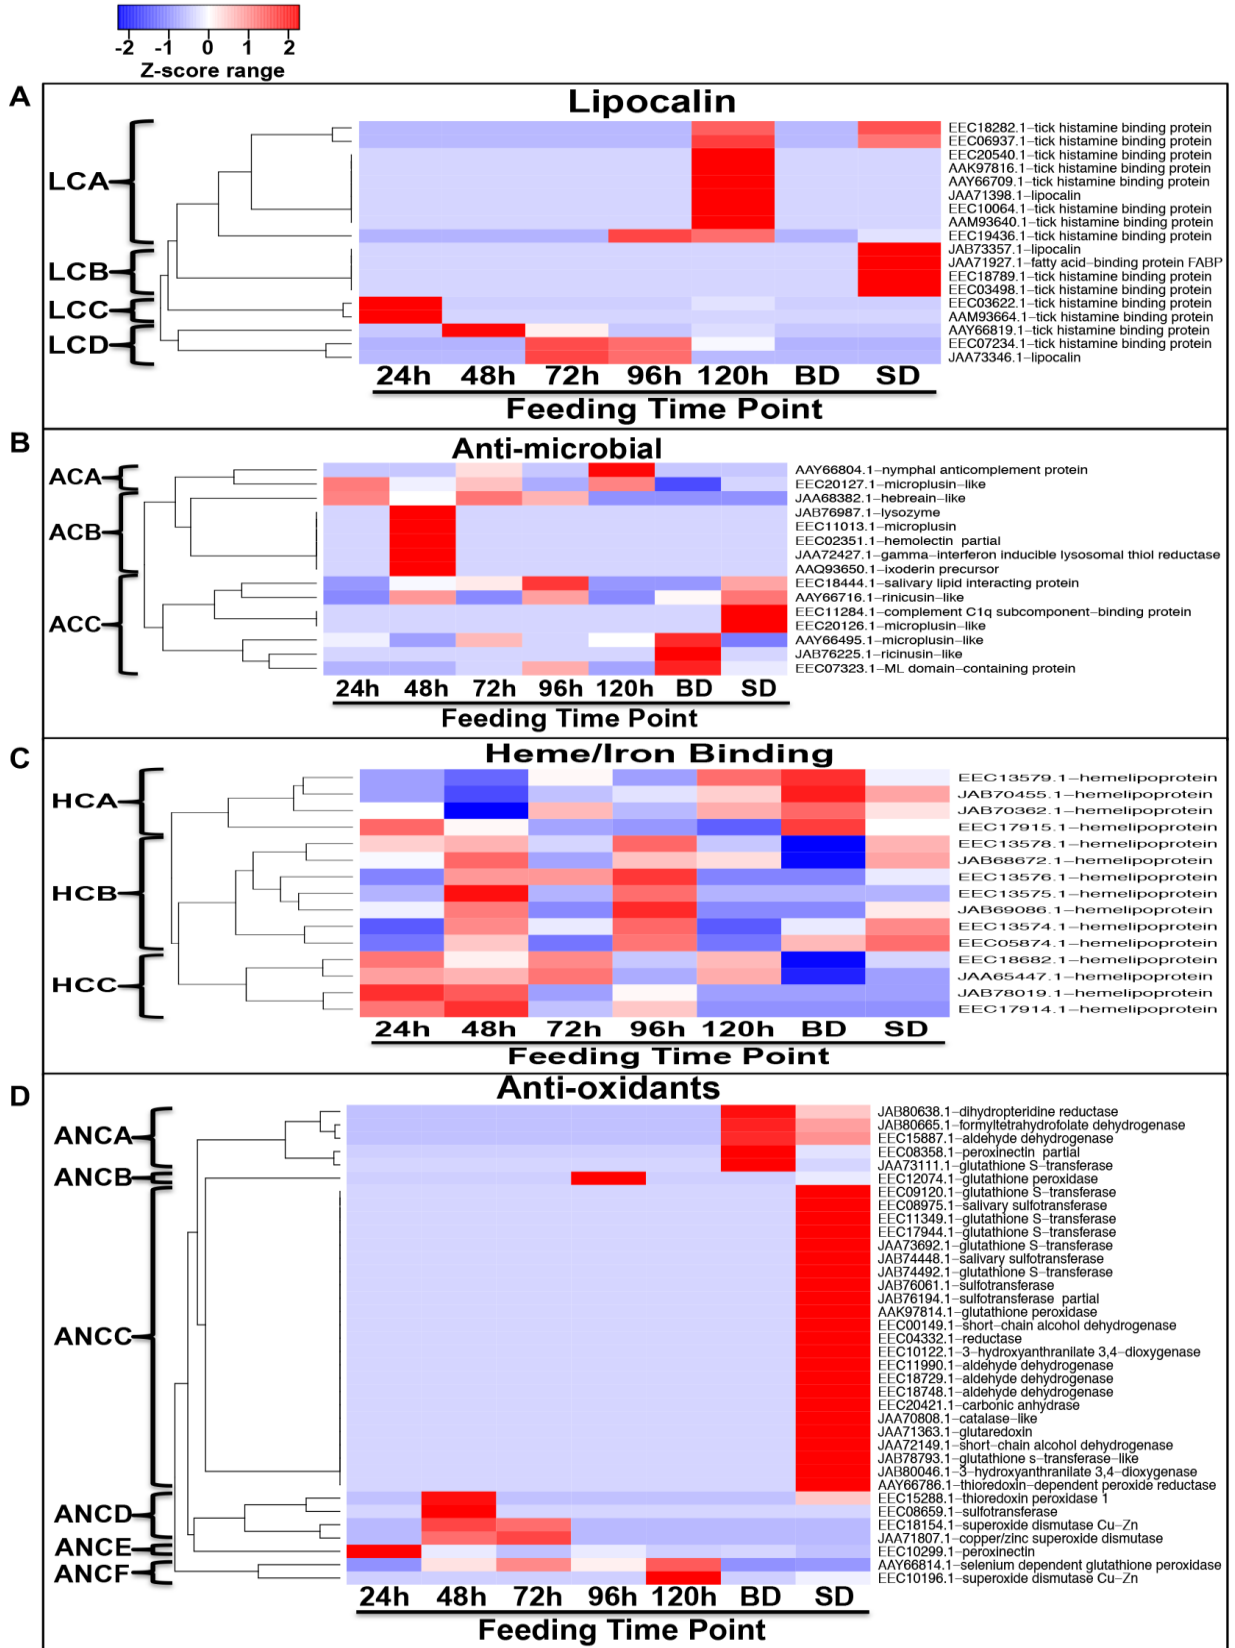 -2 -1 0 1 2
Z-score range
A
Lipocalin
LCA
LCB
LCC
LCD
EEC18282.1−tick histamine binding protein
EEC06937.1−tick histamine binding protein
EEC20540.1−tick histamine binding protein
AAK97816.1−tick histamine binding protein
AAY66709.1−tick histamine binding protein
JAA71398.1−lipocalin
EEC10064.1−tick histamine binding protein
AAM93640.1−tick histamine binding protein
EEC19436.1−tick histamine binding protein
JAB73357.1−lipocalin
JAA71927.1−fatty acid−binding protein FABP
EEC18789.1−tick histamine binding protein
EEC03498.1−tick histamine binding protein
EEC03622.1−tick histamine binding protein
AAM93664.1−tick histamine binding protein
AAY66819.1−tick histamine binding protein
EEC07234.1−tick histamine binding protein
JAA73346.1−lipocalin
24h 48h 72h 96h 120h BD SD
Feeding Time Point
B
Anti-microbial
ACA
ACB
ACC
AAY66804.1−nymphal anticomplement protein
EEC20127.1−microplusin−like
JAA68382.1−hebreain−like
JAB76987.1−lysozyme
EEC11013.1−microplusin
EEC02351.1−hemolectin partial
JAA72427.1−gamma−interferon inducible lysosomal thiol reductase
AAQ93650.1−ixoderin precursor
EEC18444.1−salivary lipid interacting protein
AAY66716.1−rinicusin−like
EEC11284.1−complement C1q subcomponent−binding protein
EEC20126.1−microplusin−like
AAY66495.1−microplusin−like
JAB76225.1−ricinusin−like
EEC07323.1−ML domain−containing protein
24h 48h 72h 96h 120h BD SD
Feeding Time Point
C
Heme/Iron Binding
HCA
HCB
HCC
EEC13579.1−hemelipoprotein
JAB70455.1−hemelipoprotein
JAB70362.1−hemelipoprotein
EEC17915.1−hemelipoprotein
EEC13578.1−hemelipoprotein
JAB68672.1−hemelipoprotein
EEC13576.1−hemelipoprotein
EEC13575.1−hemelipoprotein
JAB69086.1−hemelipoprotein
EEC13574.1−hemelipoprotein
EEC05874.1−hemelipoprotein
EEC18682.1−hemelipoprotein
JAA65447.1−hemelipoprotein
JAB78019.1−hemelipoprotein
EEC17914.1−hemelipoprotein
24h 48h 72h 96h 120h BD SD
Feeding Time Point
D
Anti-oxidants
ANCA
ANCB
ANCC
ANCD
ANCE
ANCF
JAB80638.1−dihydropteridine reductase
JAB80665.1−formyltetrahydrofolate dehydrogenase
EEC15887.1−aldehyde dehydrogenase
EEC08358.1−peroxinectin partial
JAA73111.1−glutathione S−transferase
EEC12074.1−glutathione peroxidase
EEC09120.1−glutathione S−transferase
EEC08975.1−salivary sulfotransferase
EEC11349.1−glutathione S−transferase
EEC17944.1−glutathione S−transferase
JAA73692.1−glutathione S−transferase
JAB74448.1−salivary sulfotransferase
JAB74492.1−glutathione S−transferase
JAB76061.1−sulfotransferase
JAB76194.1−sulfotransferase partial
AAK97814.1−glutathione peroxidase
EEC00149.1−short−chain alcohol dehydrogenase
EEC04332.1−reductase
EEC10122.1−3−hydroxyanthranilate 3,4−dioxygenase
EEC11990.1−aldehyde dehydrogenase
EEC18729.1−aldehyde dehydrogenase
EEC18748.1−aldehyde dehydrogenase
EEC20421.1−carbonic anhydrase
JAA70808.1−catalase−like
JAA71363.1−glutaredoxin
JAA72149.1−short−chain alcohol dehydrogenase
JAB78793.1−glutathione s−transferase−like
JAB80046.1−3−hydroxyanthranilate 3,4−dioxygenase
AAY66786.1−thioredoxin−dependent peroxide reductase
EEC15288.1−thioredoxin peroxidase 1
EEC08659.1−sulfotransferase
EEC18154.1−superoxide dismutase Cu−Zn
JAA71807.1−copper/zinc superoxide dismutase
EEC10299.1−peroxinectin
AAY66814.1−selenium dependent glutathione peroxidase
EEC10196.1−superoxide dismutase Cu−Zn
24h 48h 72h 96h 120h BD SD
Feeding Time Point